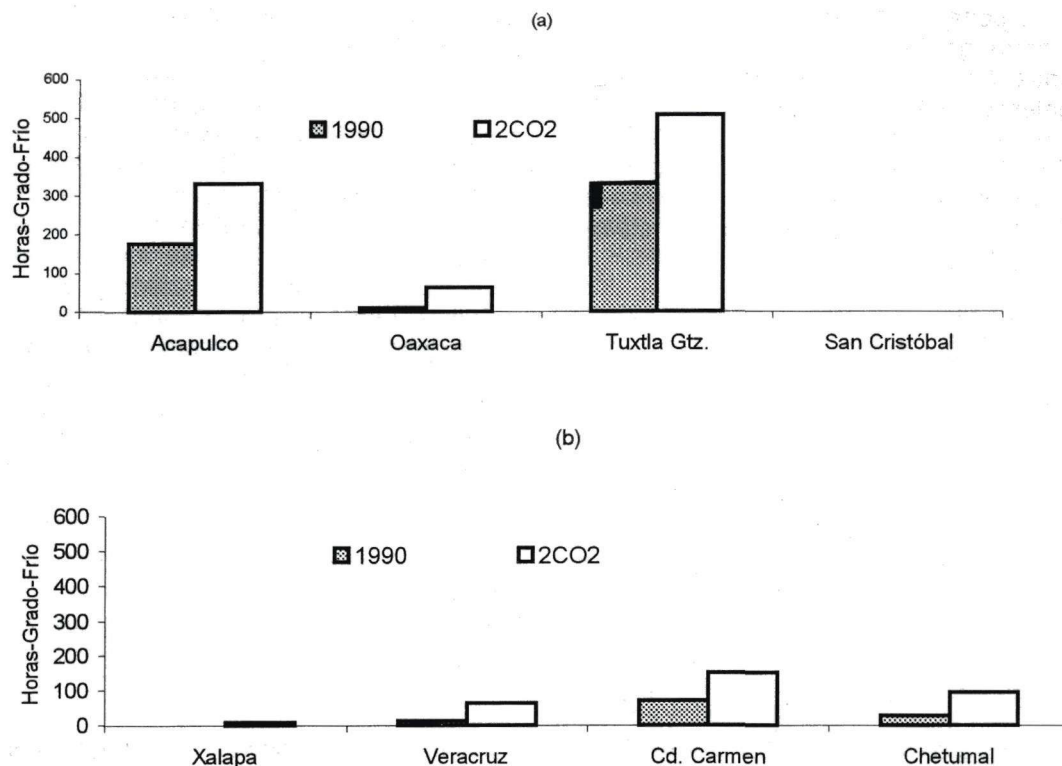 (a)
Horas-Grado-Frío
600
500
400
300
200
100
0
1990 2CO2
Acapulco Oaxaca Tuxtla Gtz. San Cristóbal
(b)
Horas-Grado-Frío
600
500
400
300
200
100
0
1990 2CO2
Xalapa Veracruz Cd. Carmen Chetumal